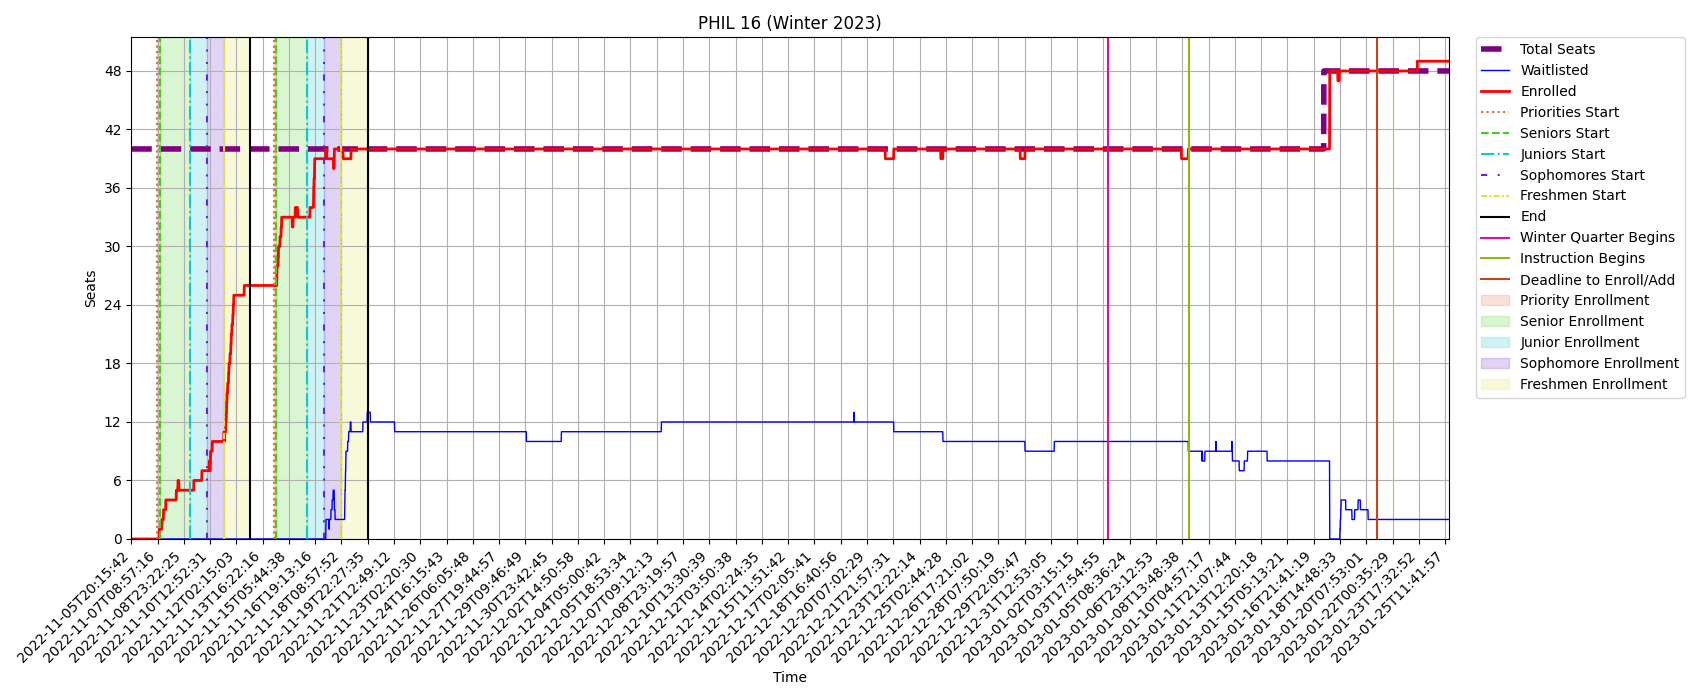 PHIL 16 (Winter 2023)
Seats
48
42
36
30
24
18
12
6
0
2022-11-05T20:15:42
2022-11-07T08:57:16
2022-11-08T23:22:25
2022-11-10T12:52:31
2022-11-12T02:15:03
2022-11-13T16:22:16
2022-11-15T05:44:38
2022-11-16T19:13:16
2022-11-18T08:57:52
2022-11-19T22:27:35
2022-11-21T12:49:12
2022-11-23T02:20:30
2022-11-24T16:15:43
2022-11-26T06:05:48
2022-11-27T19:44:57
2022-11-29T09:46:49
2022-11-30T23:42:45
2022-12-02T14:50:58
2022-12-04T05:00:42
2022-12-05T18:53:34
2022-12-07T09:12:13
2022-12-08T23:19:57
2022-12-10T13:30:39
2022-12-12T03:50:38
2022-12-14T02:24:35
2022-12-15T11:51:42
2022-12-17T02:05:41
2022-12-18T16:40:56
2022-12-20T07:02:29
2022-12-21T21:57:31
2022-12-23T12:22:14
2022-12-25T02:44:28
2022-12-26T17:21:02
2022-12-28T07:50:19
2022-12-29T22:05:47
2022-12-31T12:53:05
2023-01-02T03:15:15
2023-01-03T17:54:55
2023-01-05T08:36:24
2023-01-06T23:12:53
2023-01-08T13:48:38
2023-01-10T04:57:17
2023-01-11T21:07:44
2023-01-13T12:20:18
2023-01-15T05:13:21
2023-01-16T21:41:19
2023-01-18T14:48:33
2023-01-20T07:53:01
2023-01-22T00:35:29
2023-01-23T17:32:52
2023-01-25T11:41:57
Time
Total Seats
Waitlisted
Enrolled
Priorities Start
Seniors Start
Juniors Start
Sophomores Start
Freshmen Start
End
Winter Quarter Begins
Instruction Begins
Deadline to Enroll/Add
Priority Enrollment
Senior Enrollment
Junior Enrollment
Sophomore Enrollment
Freshmen Enrollment